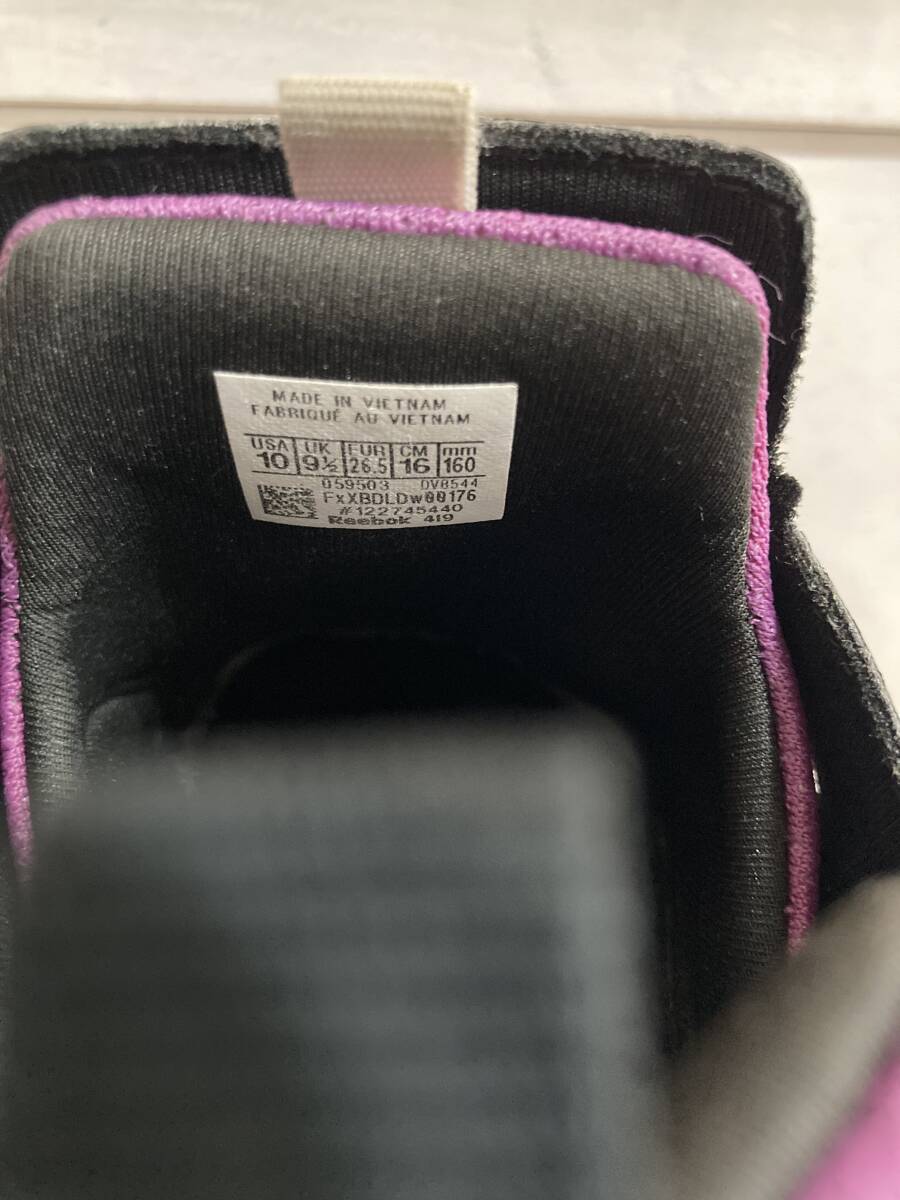 MADE IN VIETNAM
FABRIQUÉ AU VIETNAM
USA UK EUR CM mm
10 9½ 26.5 16 160
059503 DV8544
FxXBDLDw00176
#122745440
Reebok 419